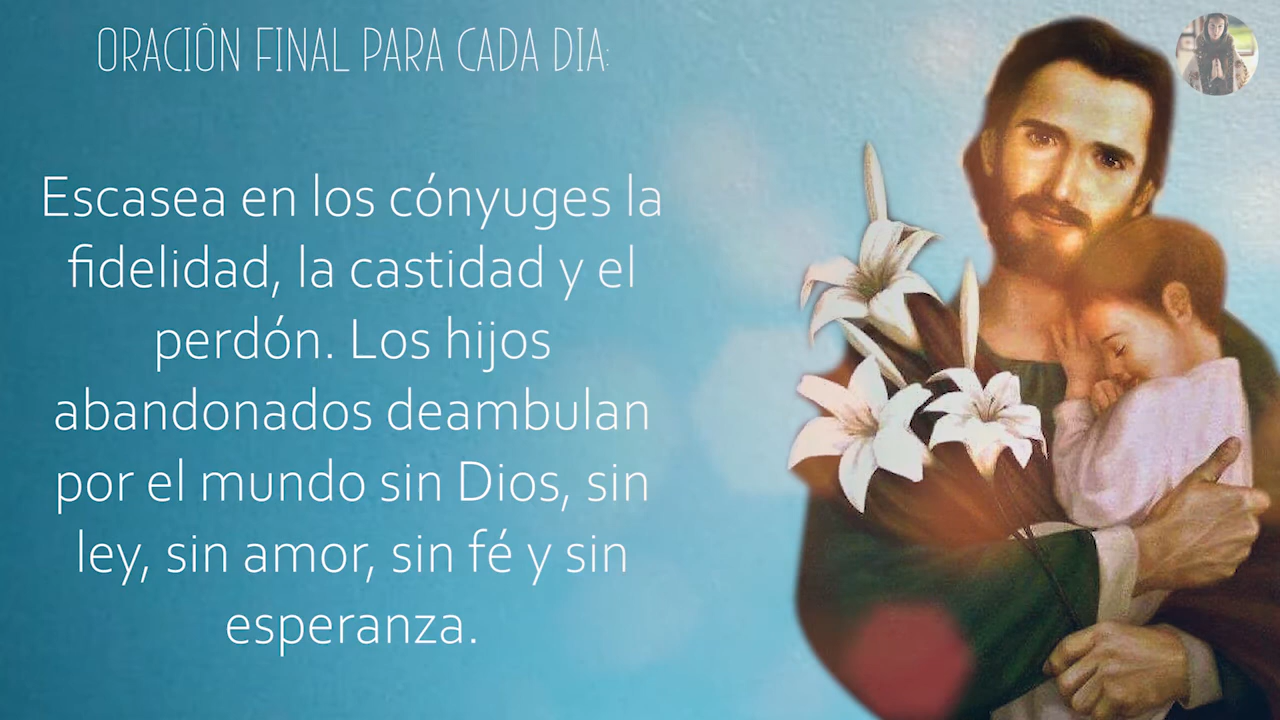 ORACIÓN FINAL PARA CADA DIA:
Escasea en los cónyuges la
fidelidad, la castidad y el
perdón. Los hijos
abandonados deambulan
por el mundo sin Dios, sin
ley, sin amor, sin fé y sin
esperanza.